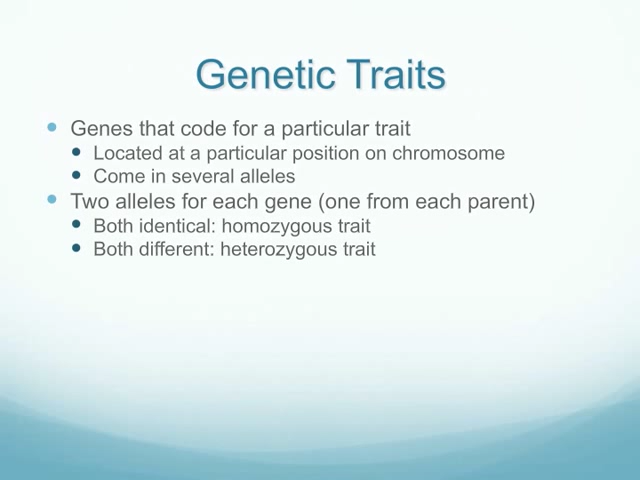 Genetic Traits
Genes that code for a particular trait
Located at a particular position on chromosome
Come in several alleles
Two alleles for each gene (one from each parent)
Both identical: homozygous trait
Both different: heterozygous trait